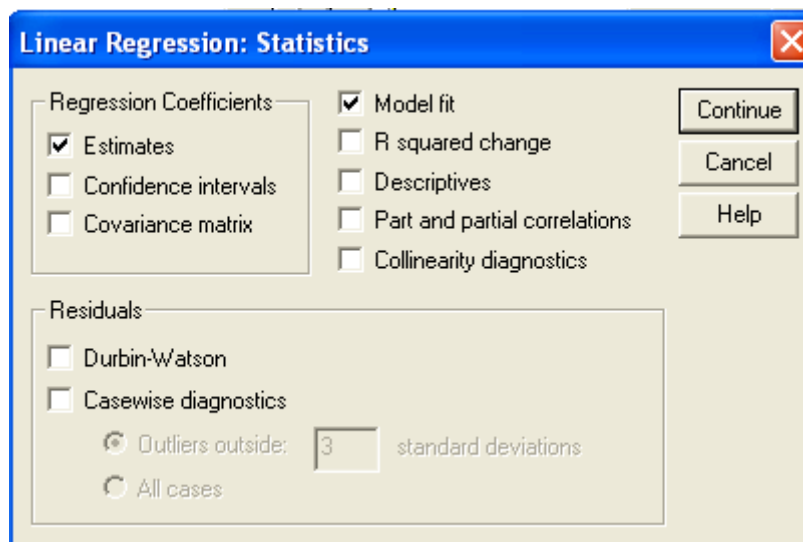 Linear Regression: Statistics
Regression Coefficients
Estimates
Confidence intervals
Covariance matrix
Model fit
R squared change
Descriptives
Part and partial correlations
Collinearity diagnostics
Continue
Cancel
Help
Residuals
Durbin-Watson
Casewise diagnostics
Outliers outside: 3 standard deviations
All cases